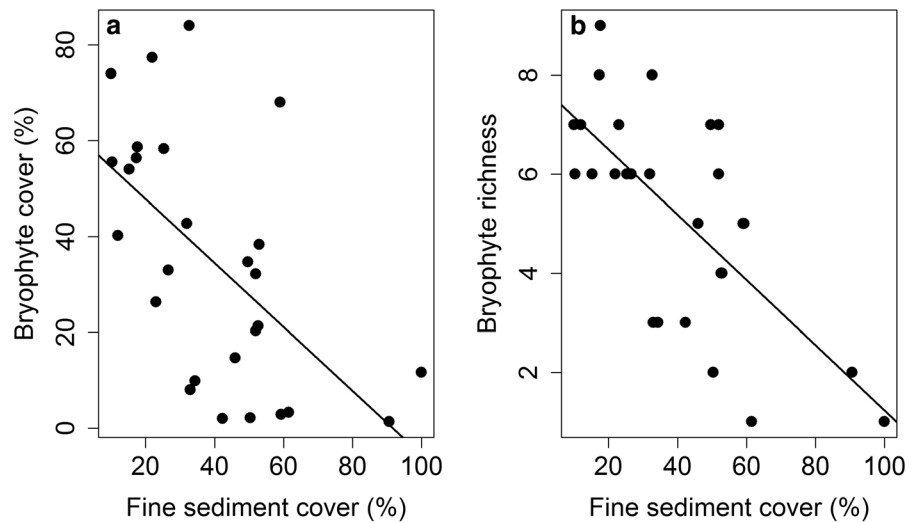 a
80
60
40
20
0
Bryophyte cover (%)
20 40 60 80 100
Fine sediment cover (%)
b
8
6
4
2
Bryophyte richness
20 40 60 80 100
Fine sediment cover (%)